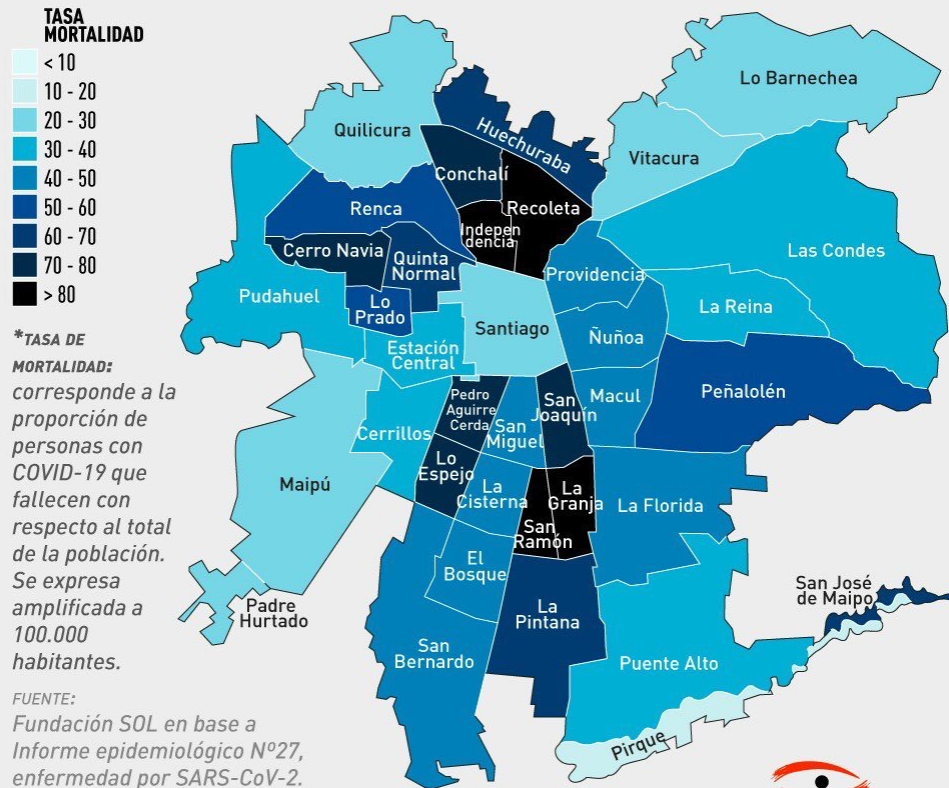 TASA
MORTALIDAD
< 10
10 - 20
20 - 30
30 - 40
40 - 50
50 - 60
60 - 70
70 - 80
> 80
*TASA DE
MORTALIDAD:
corresponde a la
proporción de
personas con
COVID-19 que
fallecen con
respecto al total
de la población.
Se expresa
amplificada a
100.000
habitantes.
FUENTE:
Fundación SOL en base a
Informe epidemiológico Nº27,
enfermedad por SARS-CoV-2.
Lo Barnechea
Quilicura
Huechuraba
Vitacura
Conchalí
Renca
Recoleta
Indepen
dencia
Cerro Navia
Quinta
Normal
Las Condes
Providencia
Pudahuel
Lo
Prado
La Reina
Santiago
Ñuñoa
Estación
Central
Peñalolén
Pedro
Aguirre
Cerda
San
Joaquín
Macul
San
Miguel
Cerrillos
Lo
Espejo
Maipú
La
Cisterna
La
Granja
La Florida
San
Ramón
El
Bosque
Padre
Hurtado
La
Pintana
San José
de Maipo
San
Bernardo
Puente Alto
Pirque